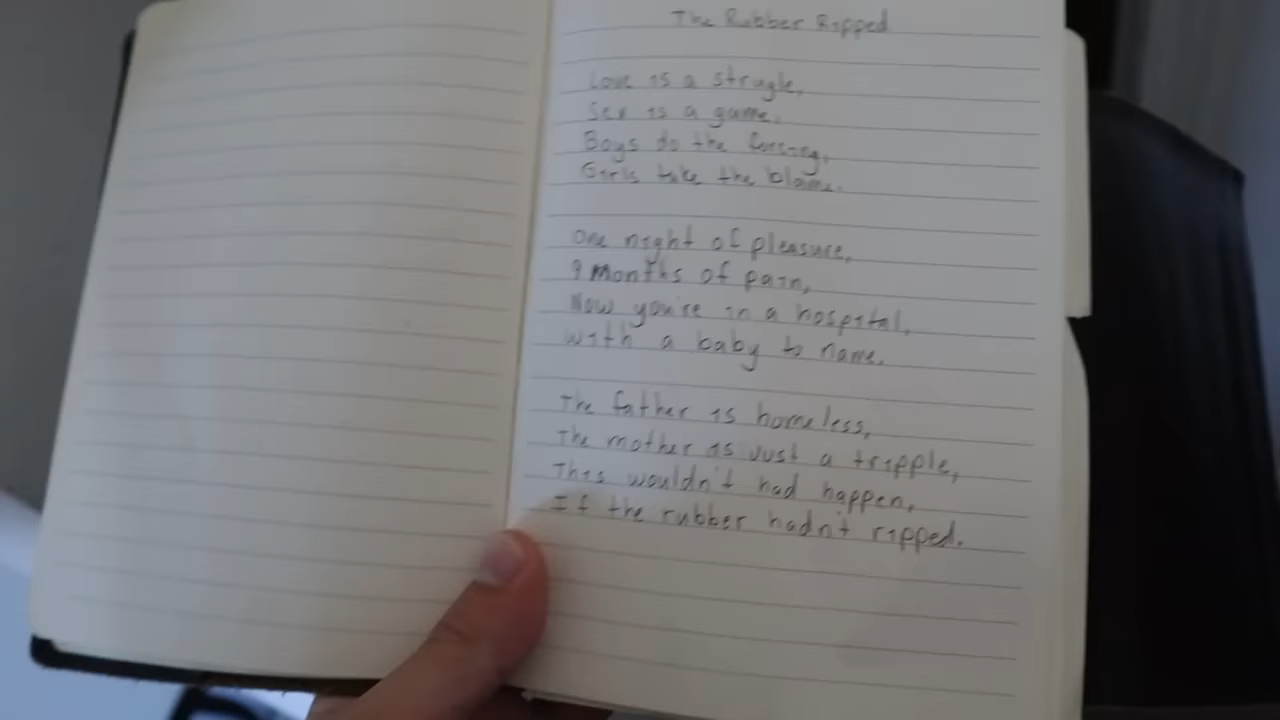 The Rubber Ripped
Love is a strugle,
Sex is a game.
Boys do the forcing,
Girls take the blame.
One night of pleasure,
9 months of pain,
Now you're in a hospital,
with a baby to name.
The father is homeless,
The mother is just a tripple,
This wouldn't had happen,
If the rubber hadn't ripped.